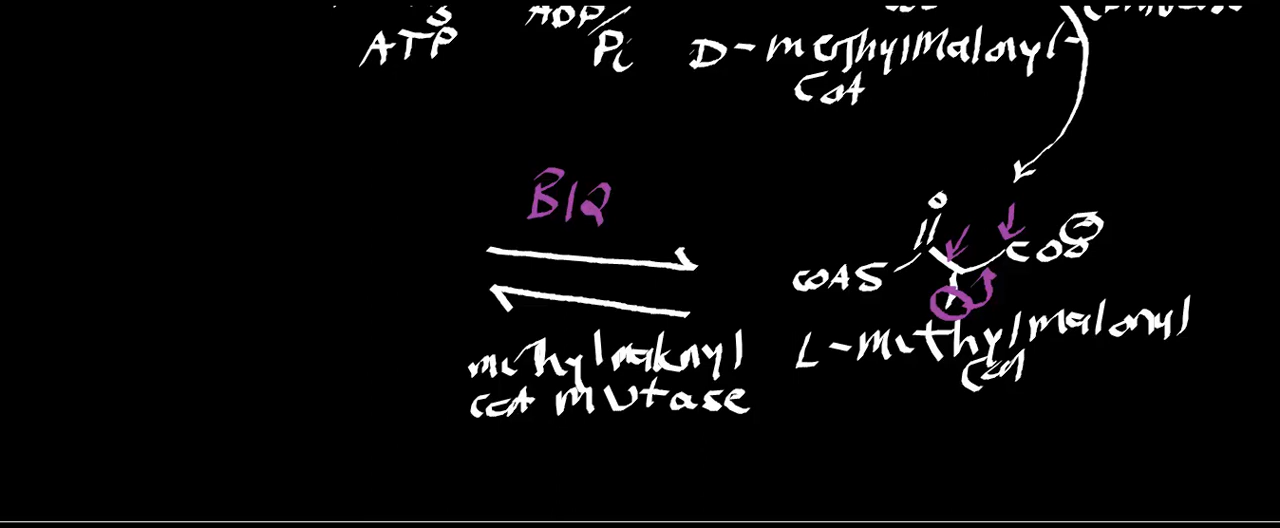 ATP
ADP/
Pi
D-methylmalonyl-
CoA
B12
O
COAS
COO
L-methylmalonyl
CoA
methylmalonyl
CoA mutase